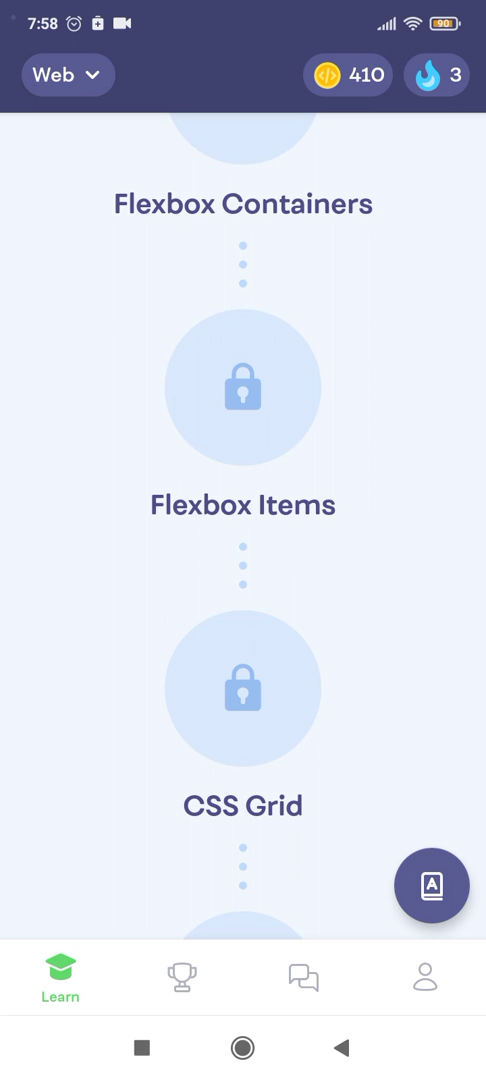 7:58
90
Web
410
3
Flexbox Containers
Flexbox Items
CSS Grid
A
Learn